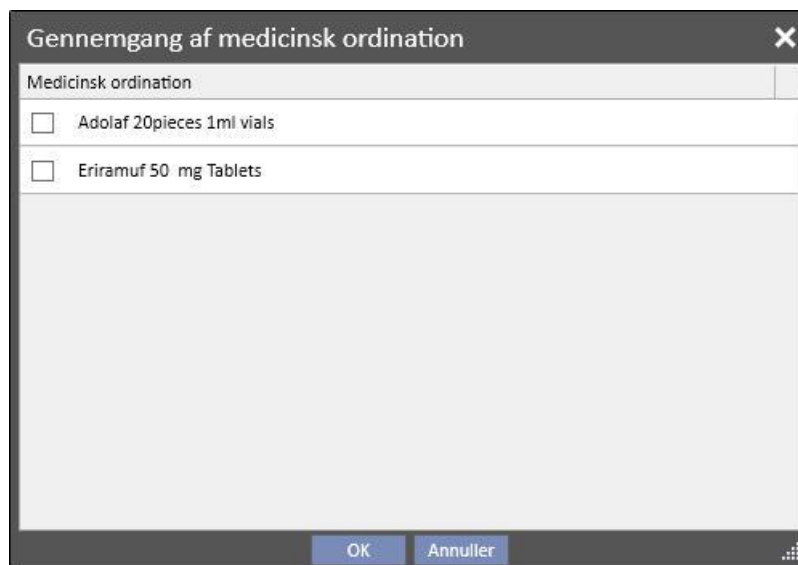 Gennemgang af medicinsk ordination
Medicinsk ordination
Adolaf 20pieces 1ml vials
Eriramuf 50  mg Tablets
OK
Annuller